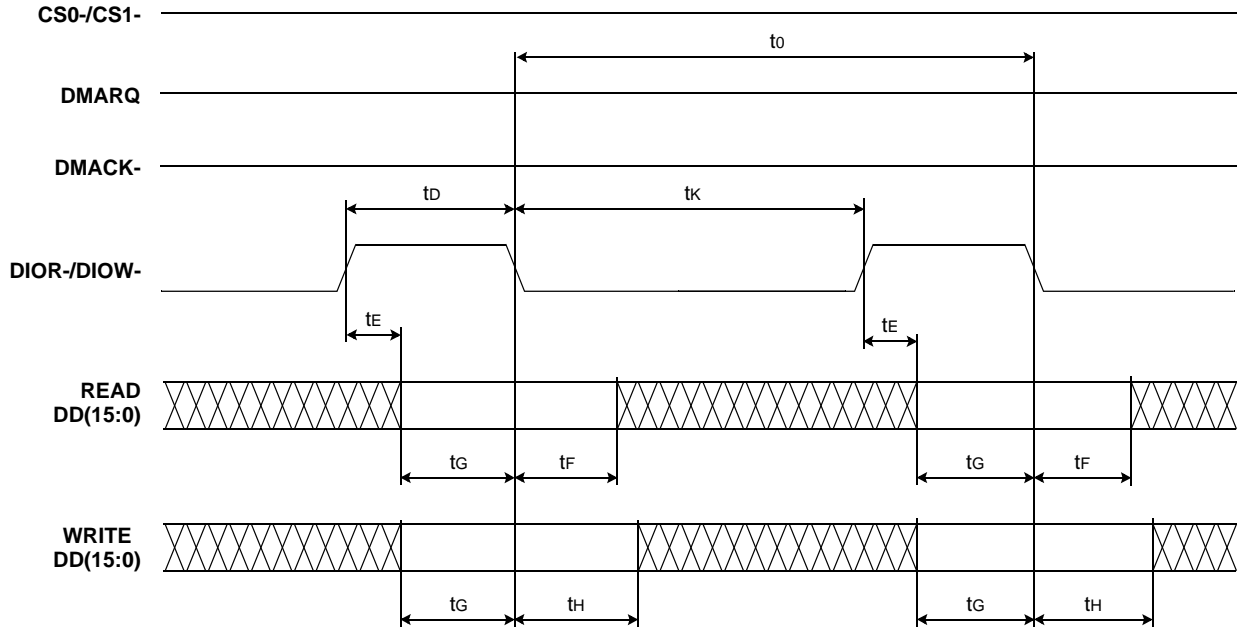 CS0-/CS1-
t0
DMARQ
DMACK-
tD
tK
DIOR-/DIOW-
tE
tE
READ
DD(15:0)
tG
tF
tG
tF
WRITE
DD(15:0)
tG
tH
tG
tH